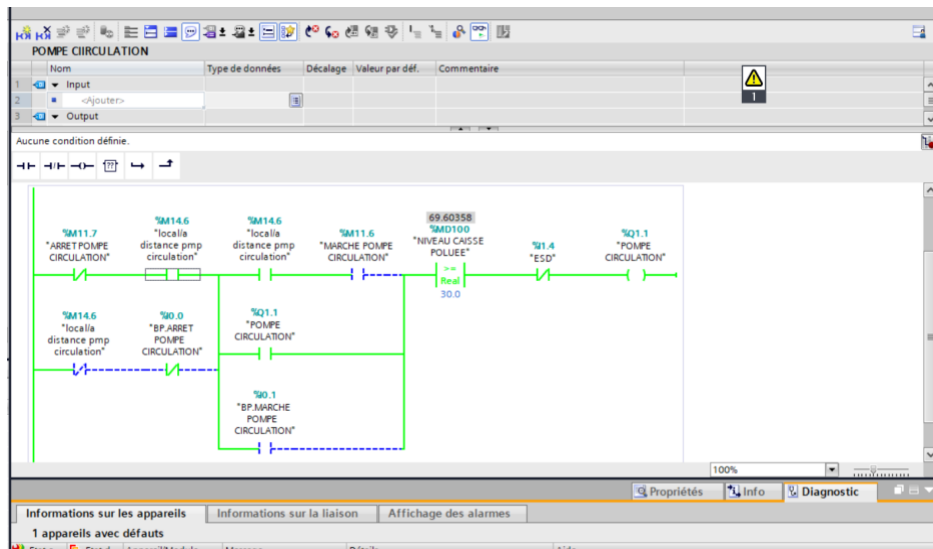 POMPE CIIRCULATION
Nom Type de données Décalage Valeur par déf. Commentaire
1 Input
2 <Ajouter>
3 Output
1
Aucune condition définie.
??
%M11.7
"ARRET POMPE
CIRCULATION"
%M14.6
"local/a
distance pmp
circulation"
%M14.6
"local/a
distance pmp
circulation"
%M11.6
"MARCHE POMPE
CIRCULATION"
69.60358
%MD100
"NIVEAU CAISSE
POLUEE"
>=
Real
30.0
%I1.4
"ESD"
%Q1.1
"POMPE
CIRCULATION"
%M14.6
"local/a
distance pmp
circulation"
%I0.0
"BP.ARRET
POMPE
CIRCULATION"
%Q1.1
"POMPE
CIRCULATION"
%I0.1
"BP.MARCHE
POMPE
CIRCULATION"
100%
Propriétés Info Diagnostic
Informations sur les appareils Informations sur la liaison Affichage des alarmes
1 appareils avec défauts